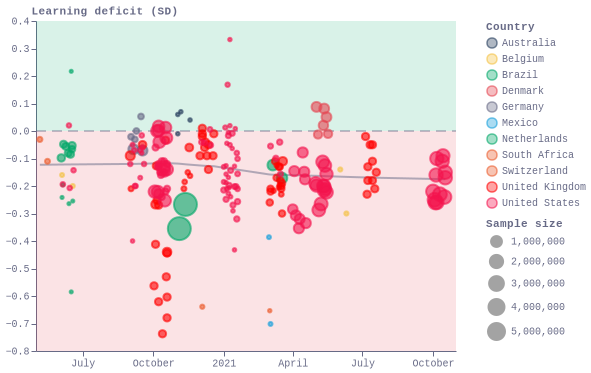 Learning deficit (SD)
0.4
0.3
0.2
0.1
0.0
−0.1
−0.2
−0.3
−0.4
−0.5
−0.6
−0.7
−0.8
July
October
2021
April
July
October
Country
Australia
Belgium
Brazil
Denmark
Germany
Mexico
Netherlands
South Africa
Switzerland
United Kingdom
United States
Sample size
1,000,000
2,000,000
3,000,000
4,000,000
5,000,000